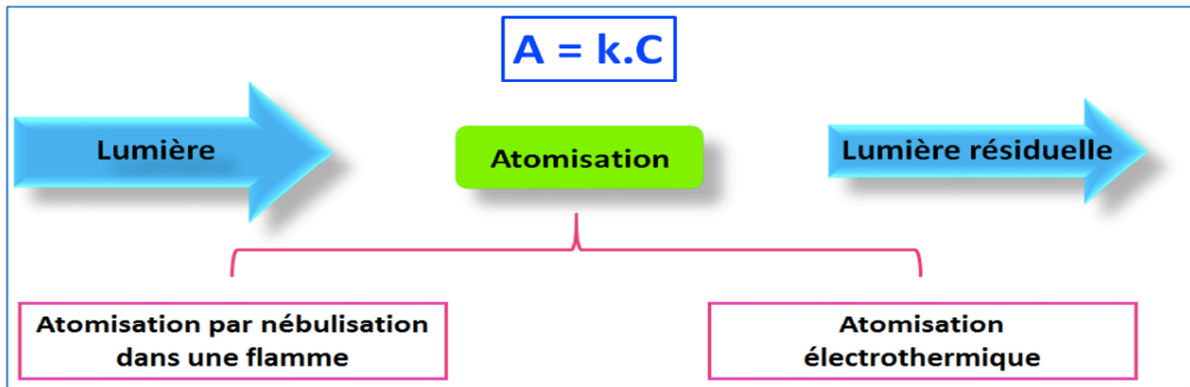 A = k.C
Lumière
Atomisation
Lumière résiduelle
Atomisation par nébulisation
dans une flamme
Atomisation
électrothermique